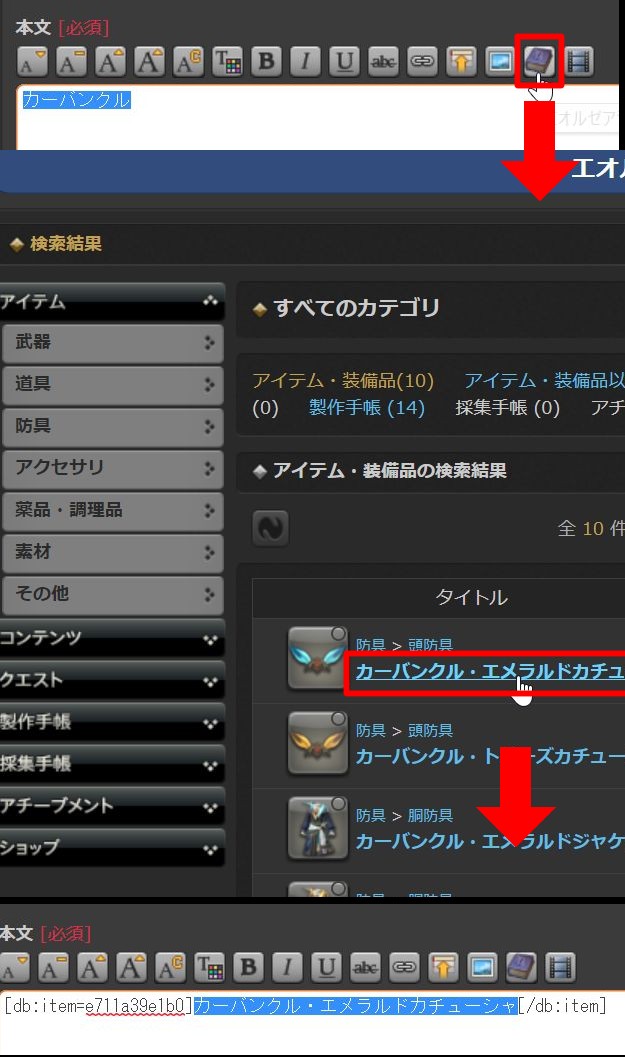 本文 [必須]
A A A A A T B I U abc
カーバンクル
オルゼア
エオル
検索結果
アイテム
武器
道具
防具
アクセサリ
薬品・調理品
素材
その他
コンテンツ
クエスト
製作手帳
採集手帳
アチーブメント
ショップ
すべてのカテゴリ
アイテム・装備品(10) アイテム・装備品以
(0) 製作手帳 (14) 採集手帳 (0) アチ
アイテム・装備品の検索結果
全 10 件
タイトル
防具 > 頭防具
カーバンクル・エメラルドカチュ
防具 > 頭防具
カーバンクル・ト ーズカチュー
防具 > 胴防具
カーバンクル・エメラルドジャケ
本文 [必須]
A A A A A T B I U abc
[db:item=e711a39e1b0]カーバンクル・エメラルドカチューシャ[/db:item]